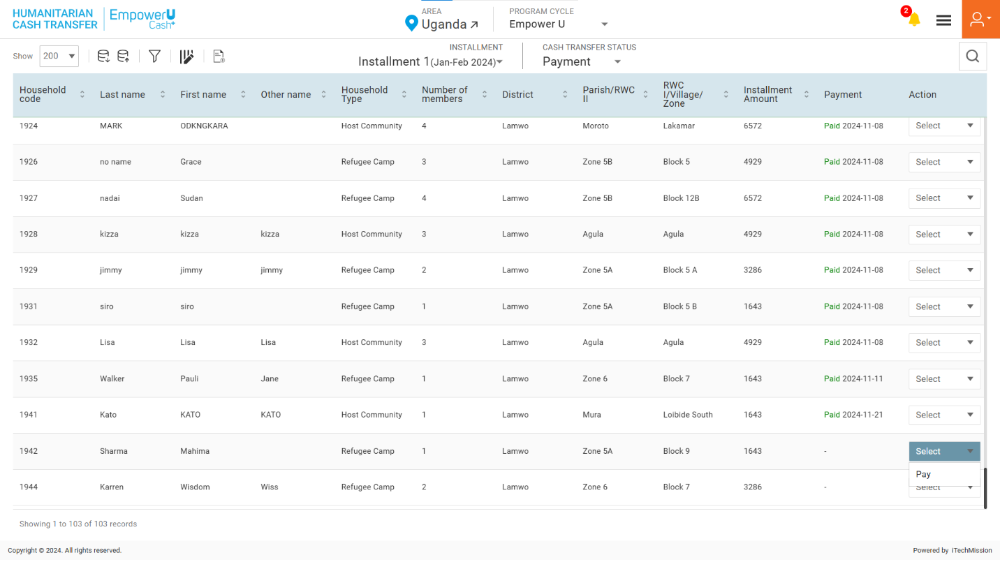 HUMANITARIAN CASH TRANSFER EmpowerU Cash+
AREA
Uganda
PROGRAM CYCLE
Empower U
2
Show 200
INSTALLMENT
Installment 1(Jan-Feb 2024)
CASH TRANSFER STATUS
Payment
Household code Last name First name Other name Household Type Number of members District Parish/RWC II RWC I/Village/Zone Installment Amount Payment Action
1924 MARK ODKNGKARA Host Community 4 Lamwo Moroto Lakamar 6572 Paid 2024-11-08 Select
1926 no name Grace Refugee Camp 3 Lamwo Zone 5B Block 5 4929 Paid 2024-11-08 Select
1927 nadai Sudan Refugee Camp 4 Lamwo Zone 5B Block 12B 6572 Paid 2024-11-08 Select
1928 kizza kizza kizza Host Community 3 Lamwo Agula Agula 4929 Paid 2024-11-08 Select
1929 jimmy jimmy jimmy Refugee Camp 2 Lamwo Zone 5A Block 5 A 3286 Paid 2024-11-08 Select
1931 siro siro Refugee Camp 1 Lamwo Zone 5A Block 5 B 1643 Paid 2024-11-08 Select
1932 Lisa Lisa Lisa Host Community 3 Lamwo Agula Agula 4929 Paid 2024-11-08 Select
1935 Walker Pauli Jane Refugee Camp 1 Lamwo Zone 6 Block 7 1643 Paid 2024-11-11 Select
1941 Kato KATO KATO Host Community 1 Lamwo Mura Loibide South 1643 Paid 2024-11-21 Select
1942 Sharma Mahima Refugee Camp 1 Lamwo Zone 5A Block 9 1643 - Select
Pay
1944 Karren Wisdom Wiss Refugee Camp 2 Lamwo Zone 6 Block 7 3286 - Select
Showing 1 to 103 of 103 records
Copyright © 2024. All rights reserved.
Powered by iTechMission